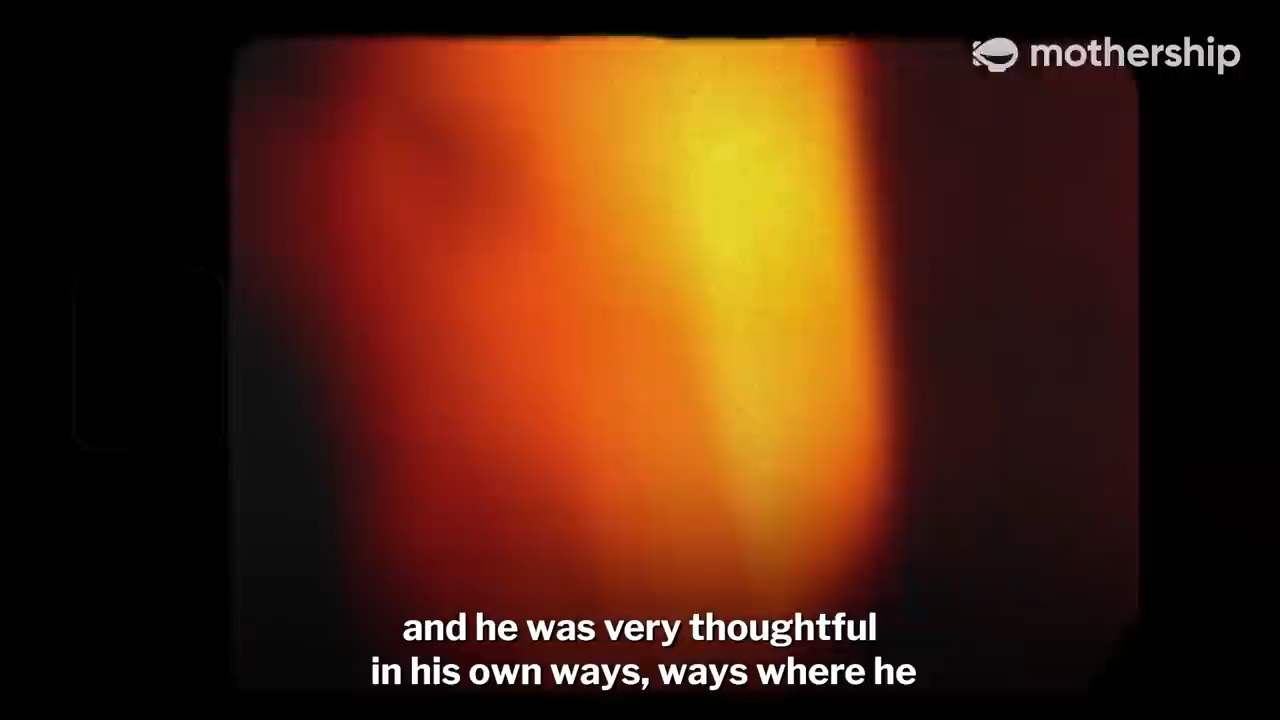 mothership
and he was very thoughtful
in his own ways, ways where he